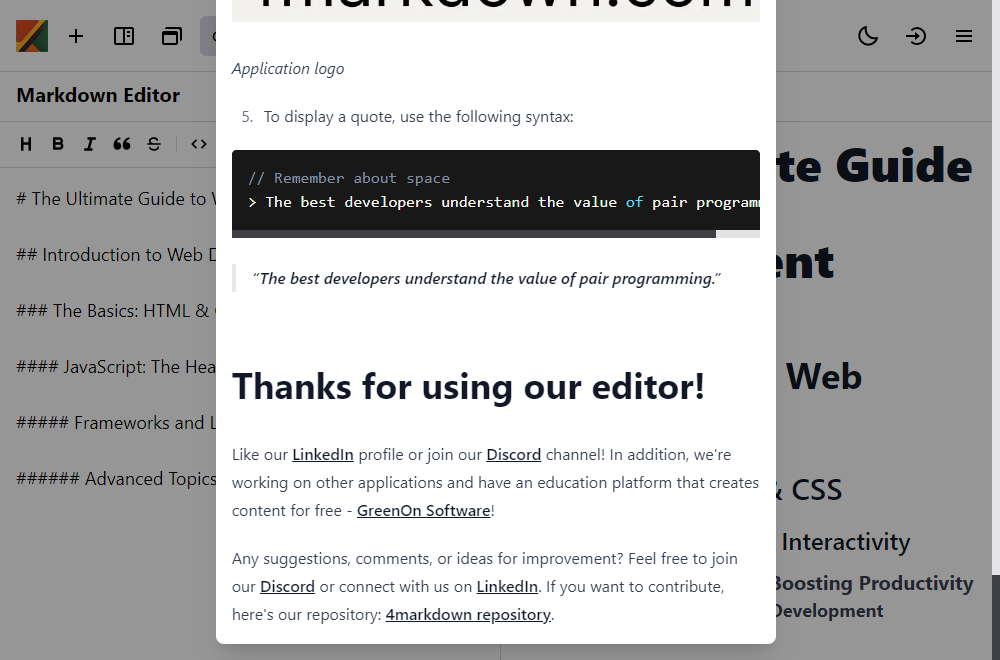 4markdown.com
Markdown Editor
H B I
# The Ultimate Guide to
## Introduction to Web D
### The Basics: HTML &
#### JavaScript: The Hea
##### Frameworks and L
###### Advanced Topics
Application logo
5. To display a quote, use the following syntax:
// Remember about space
> The best developers understand the value of pair programm
“The best developers understand the value of pair programming.”
Thanks for using our editor!
Like our LinkedIn profile or join our Discord channel! In addition, we're
working on other applications and have an education platform that creates
content for free - GreenOn Software!
Any suggestions, comments, or ideas for improvement? Feel free to join
our Discord or connect with us on LinkedIn. If you want to contribute,
here's our repository: 4markdown repository.
te Guide
ent
Web
& CSS
Interactivity
Boosting Productivity
Development